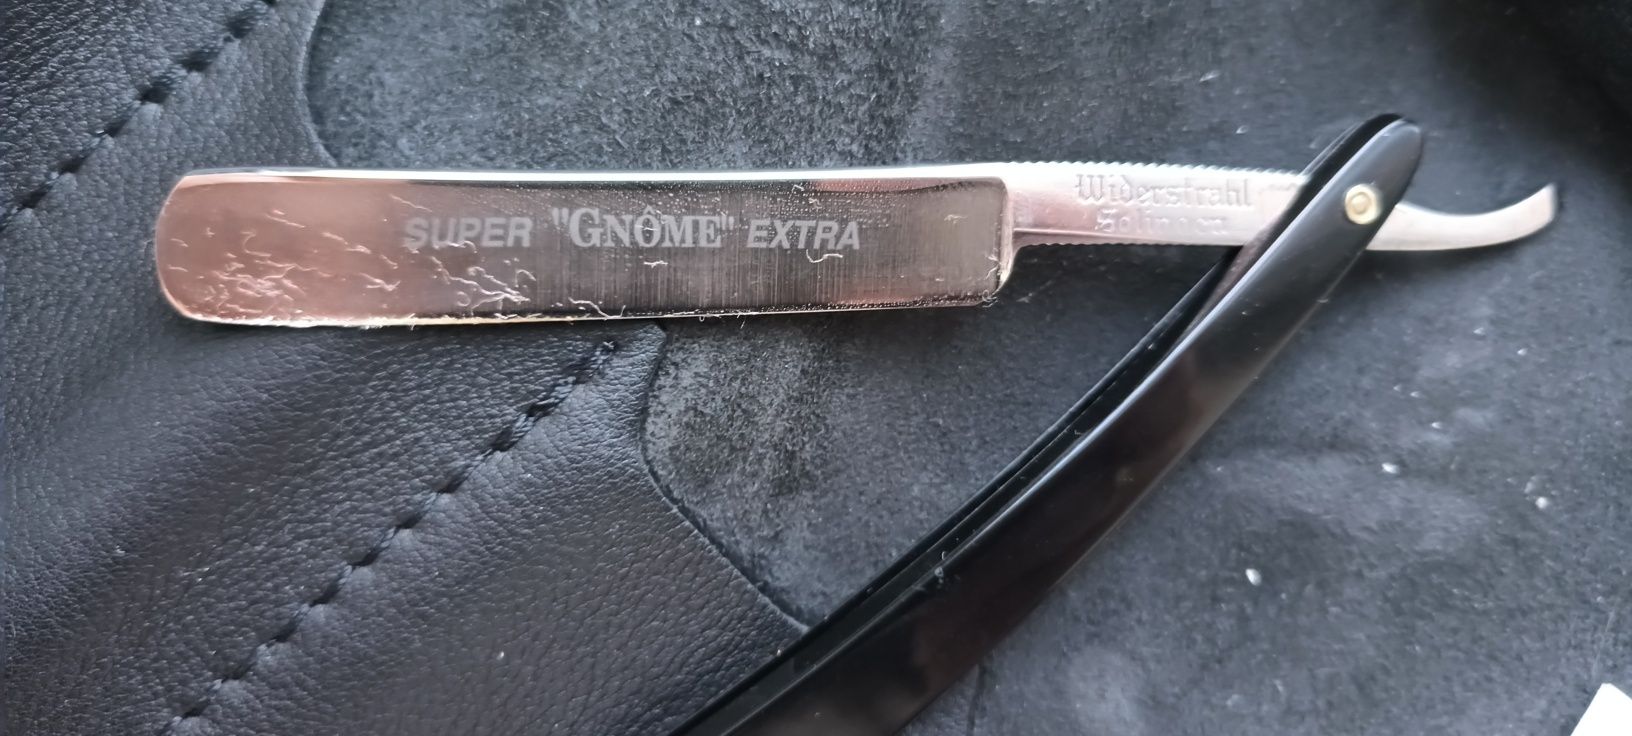 SUPER "GNÔME" EXTRA
Widerstrahl
Solingen